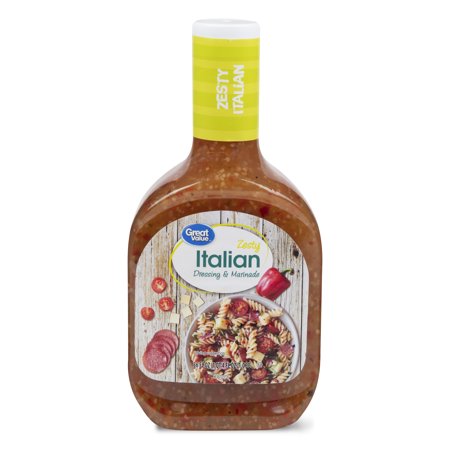 ZESTY
ITALIAN
Great
Value
Zesty
Italian
Dressing & Marinade